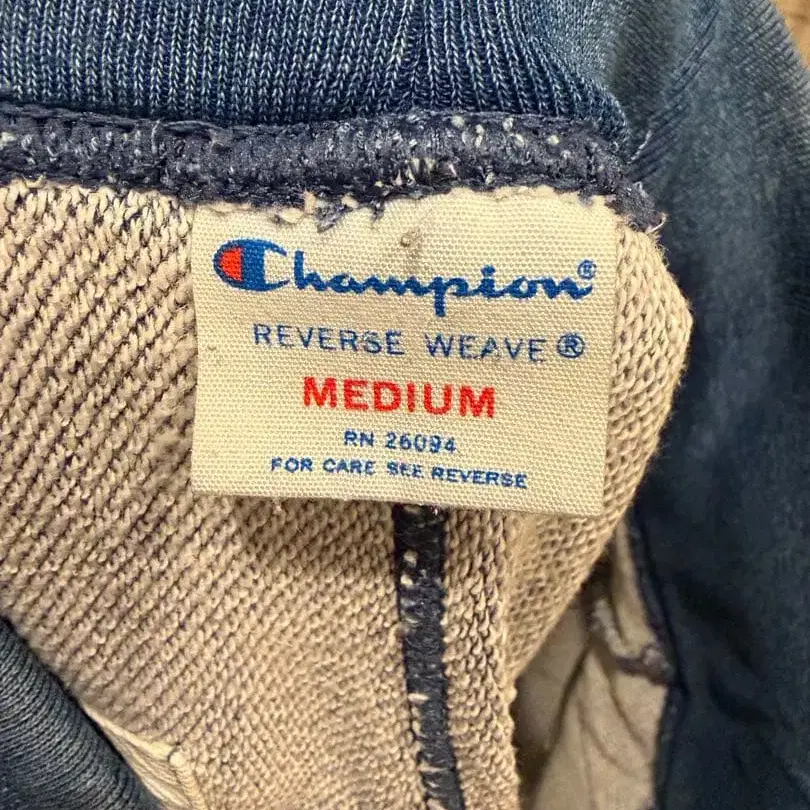 Champion®
REVERSE WEAVE®
MEDIUM
RN 26094
FOR CARE SEE REVERSE